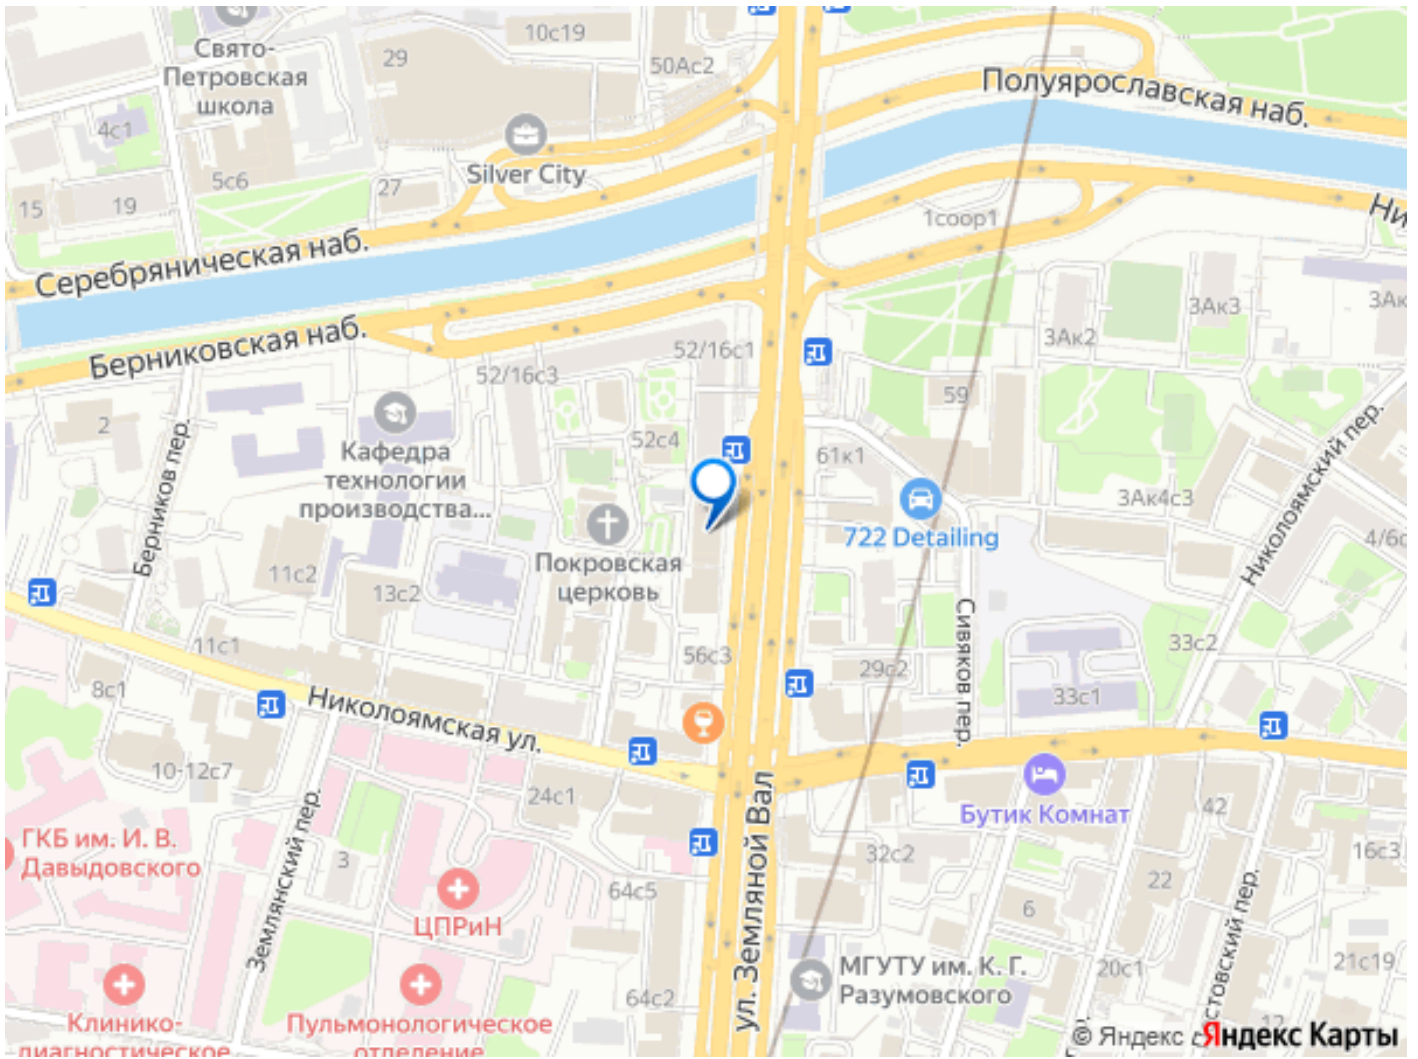 Свято-
Петровская
школа
29
10с19
50Ас2
Полуярославская наб.
4с1
Silver City
5с6
27
15
19
1соор1
Серебряническая наб.
3Ак3
3Ак2
Берниковская наб.
52/16с1
52/16с3
59
2
52с4
Кафедра
технологии
производства...
61к1
3Ак4с3
Николоямский пер.
Берников пер.
722 Detailing
Покровская
церковь
11с2
13с2
Сивяков пер.
11с1
56с3
29с2
33с2
33с1
8с1
Николоямская ул.
10-12с7
24с1
Бутик Комнат
42
ГКБ им. И. В.
Давыдовского
Землянский пер.
3
ул. Земляной Вал
32с2
16с3
22
64с5
6
ЦПРиН
МГУТУ им. К. Г.
Разумовского
20с1
21с19
64с2
12
Клинико-
диагностическое
Пульмонологическое
отделение
© Яндекс
Яндекс Карты